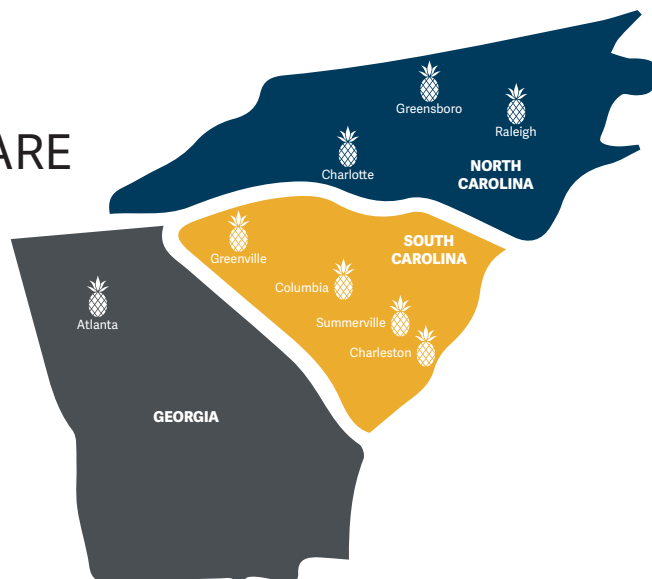 ARE
Greensboro
Raleigh
Charlotte
NORTH
CAROLINA
Greenville
SOUTH
CAROLINA
Columbia
Summerville
Charleston
Atlanta
GEORGIA